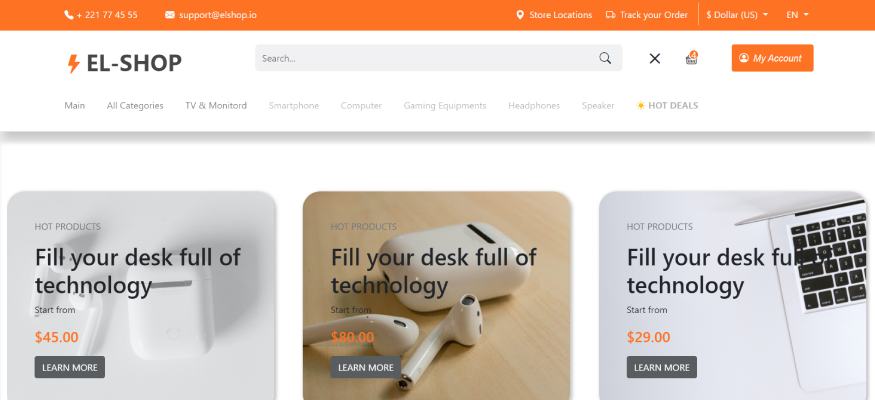 + 221 77 45 55 support@elshop.io Store Locations Track your Order $ Dollar (US) EN
EL-SHOP Search... 4 My Account
Main All Categories TV & Monitord Smartphone Computer Gaming Equipments Headphones Speaker HOT DEALS
HOT PRODUCTS
Fill your desk full of
technology
Start from
$45.00
LEARN MORE
HOT PRODUCTS
Fill your desk full of
technology
Start from
$80.00
LEARN MORE
HOT PRODUCTS
Fill your desk full of
technology
Start from
$29.00
LEARN MORE